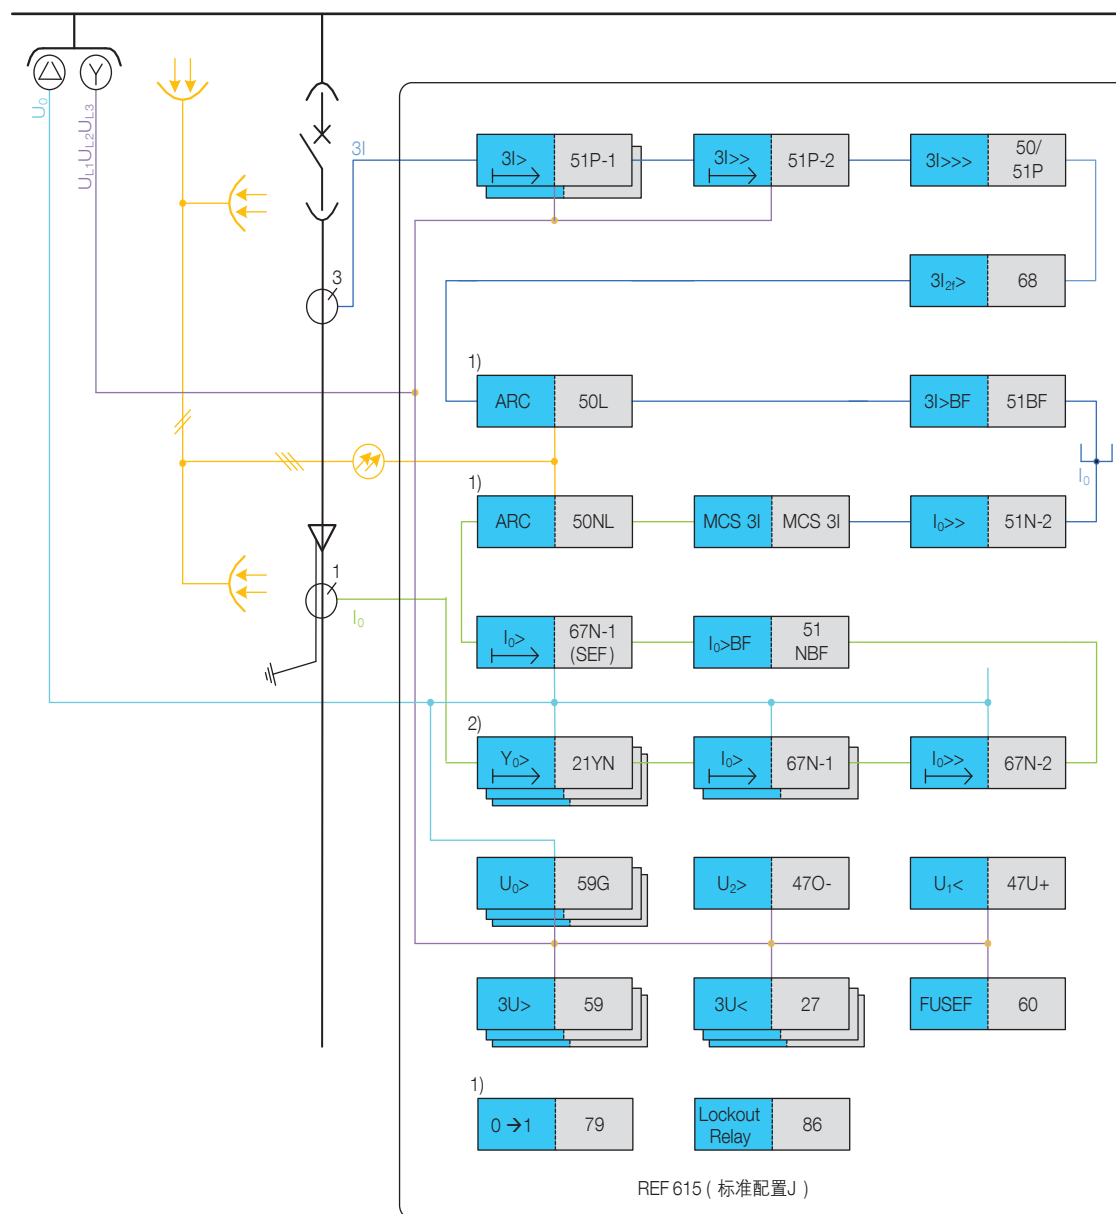 U₀
U_L1U_L2U_L3
3I
3I> 51P-1
3I>> 51P-2
3I>>> 50/
51P
3
3I₂f> 68
1)
ARC 50L
3I>BF 51BF
I₀
1)
ARC 50NL
MCS 3I MCS 3I
I₀>> 51N-2
1
I₀
I₀> 67N-1
(SEF)
I₀>BF 51
NBF
2)
Y₀> 21YN
I₀> 67N-1
I₀>> 67N-2
U₀> 59G
U₂> 47O-
U₁< 47U+
3U> 59
3U< 27
FUSEF 60
1)
0→1 79
Lockout
Relay 86
REF 615 ( 标准配置J )